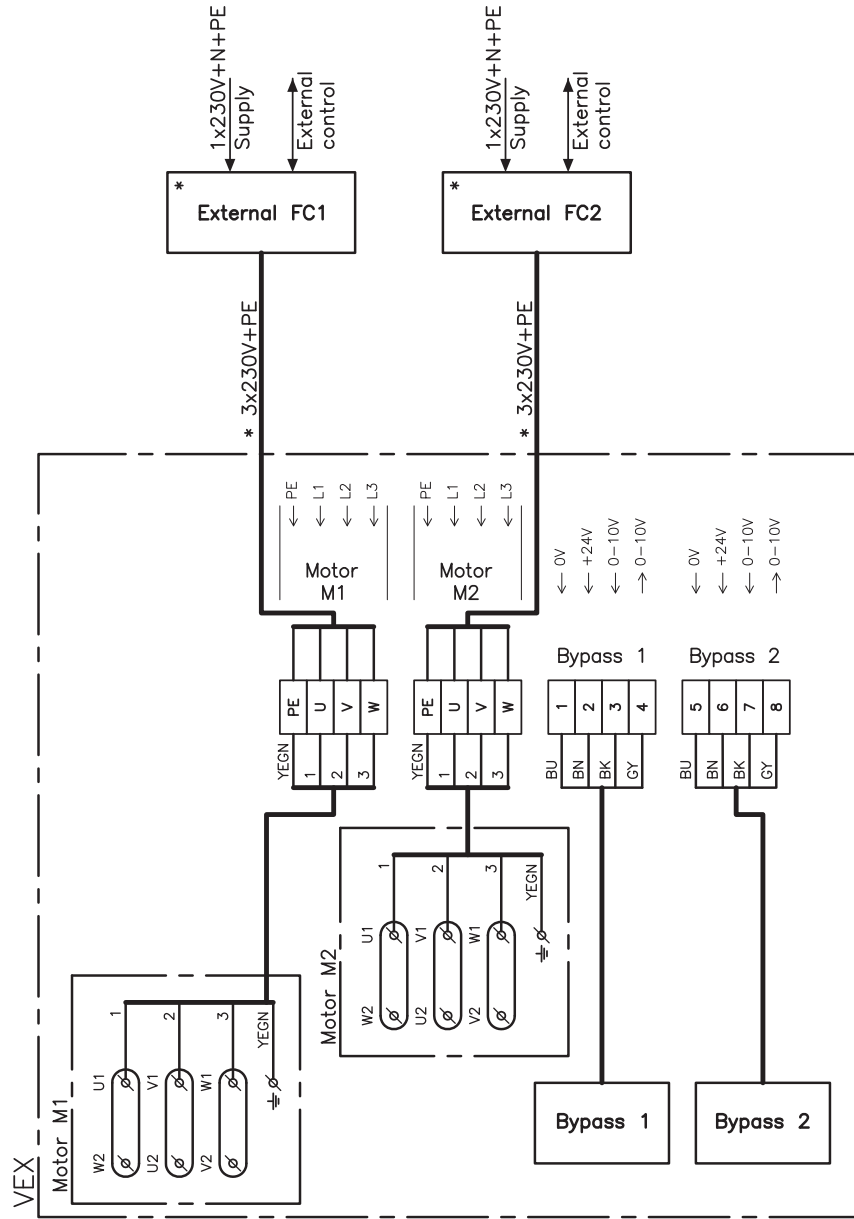 1x230V+N+PE
Supply
External
control
1x230V+N+PE
Supply
External
control
*
External FC1
*
External FC2
* 3x230V+PE
* 3x230V+PE
PE
L1
L2
L3
Motor
M1
PE
L1
L2
L3
Motor
M2
0V
+24V
0-10V
0-10V
0V
+24V
0-10V
0-10V
Bypass 1
Bypass 2
PE
U
V
W
PE
U
V
W
1
2
3
4
5
6
7
8
YEGN
1
2
3
YEGN
1
2
3
BU
BN
BK
GY
BU
BN
BK
GY
Motor M2
1
2
3
YEGN
U1
V1
W1
W2
U2
V2
VEX
Motor M1
1
2
3
YEGN
U1
V1
W1
W2
U2
V2
Bypass 1
Bypass 2